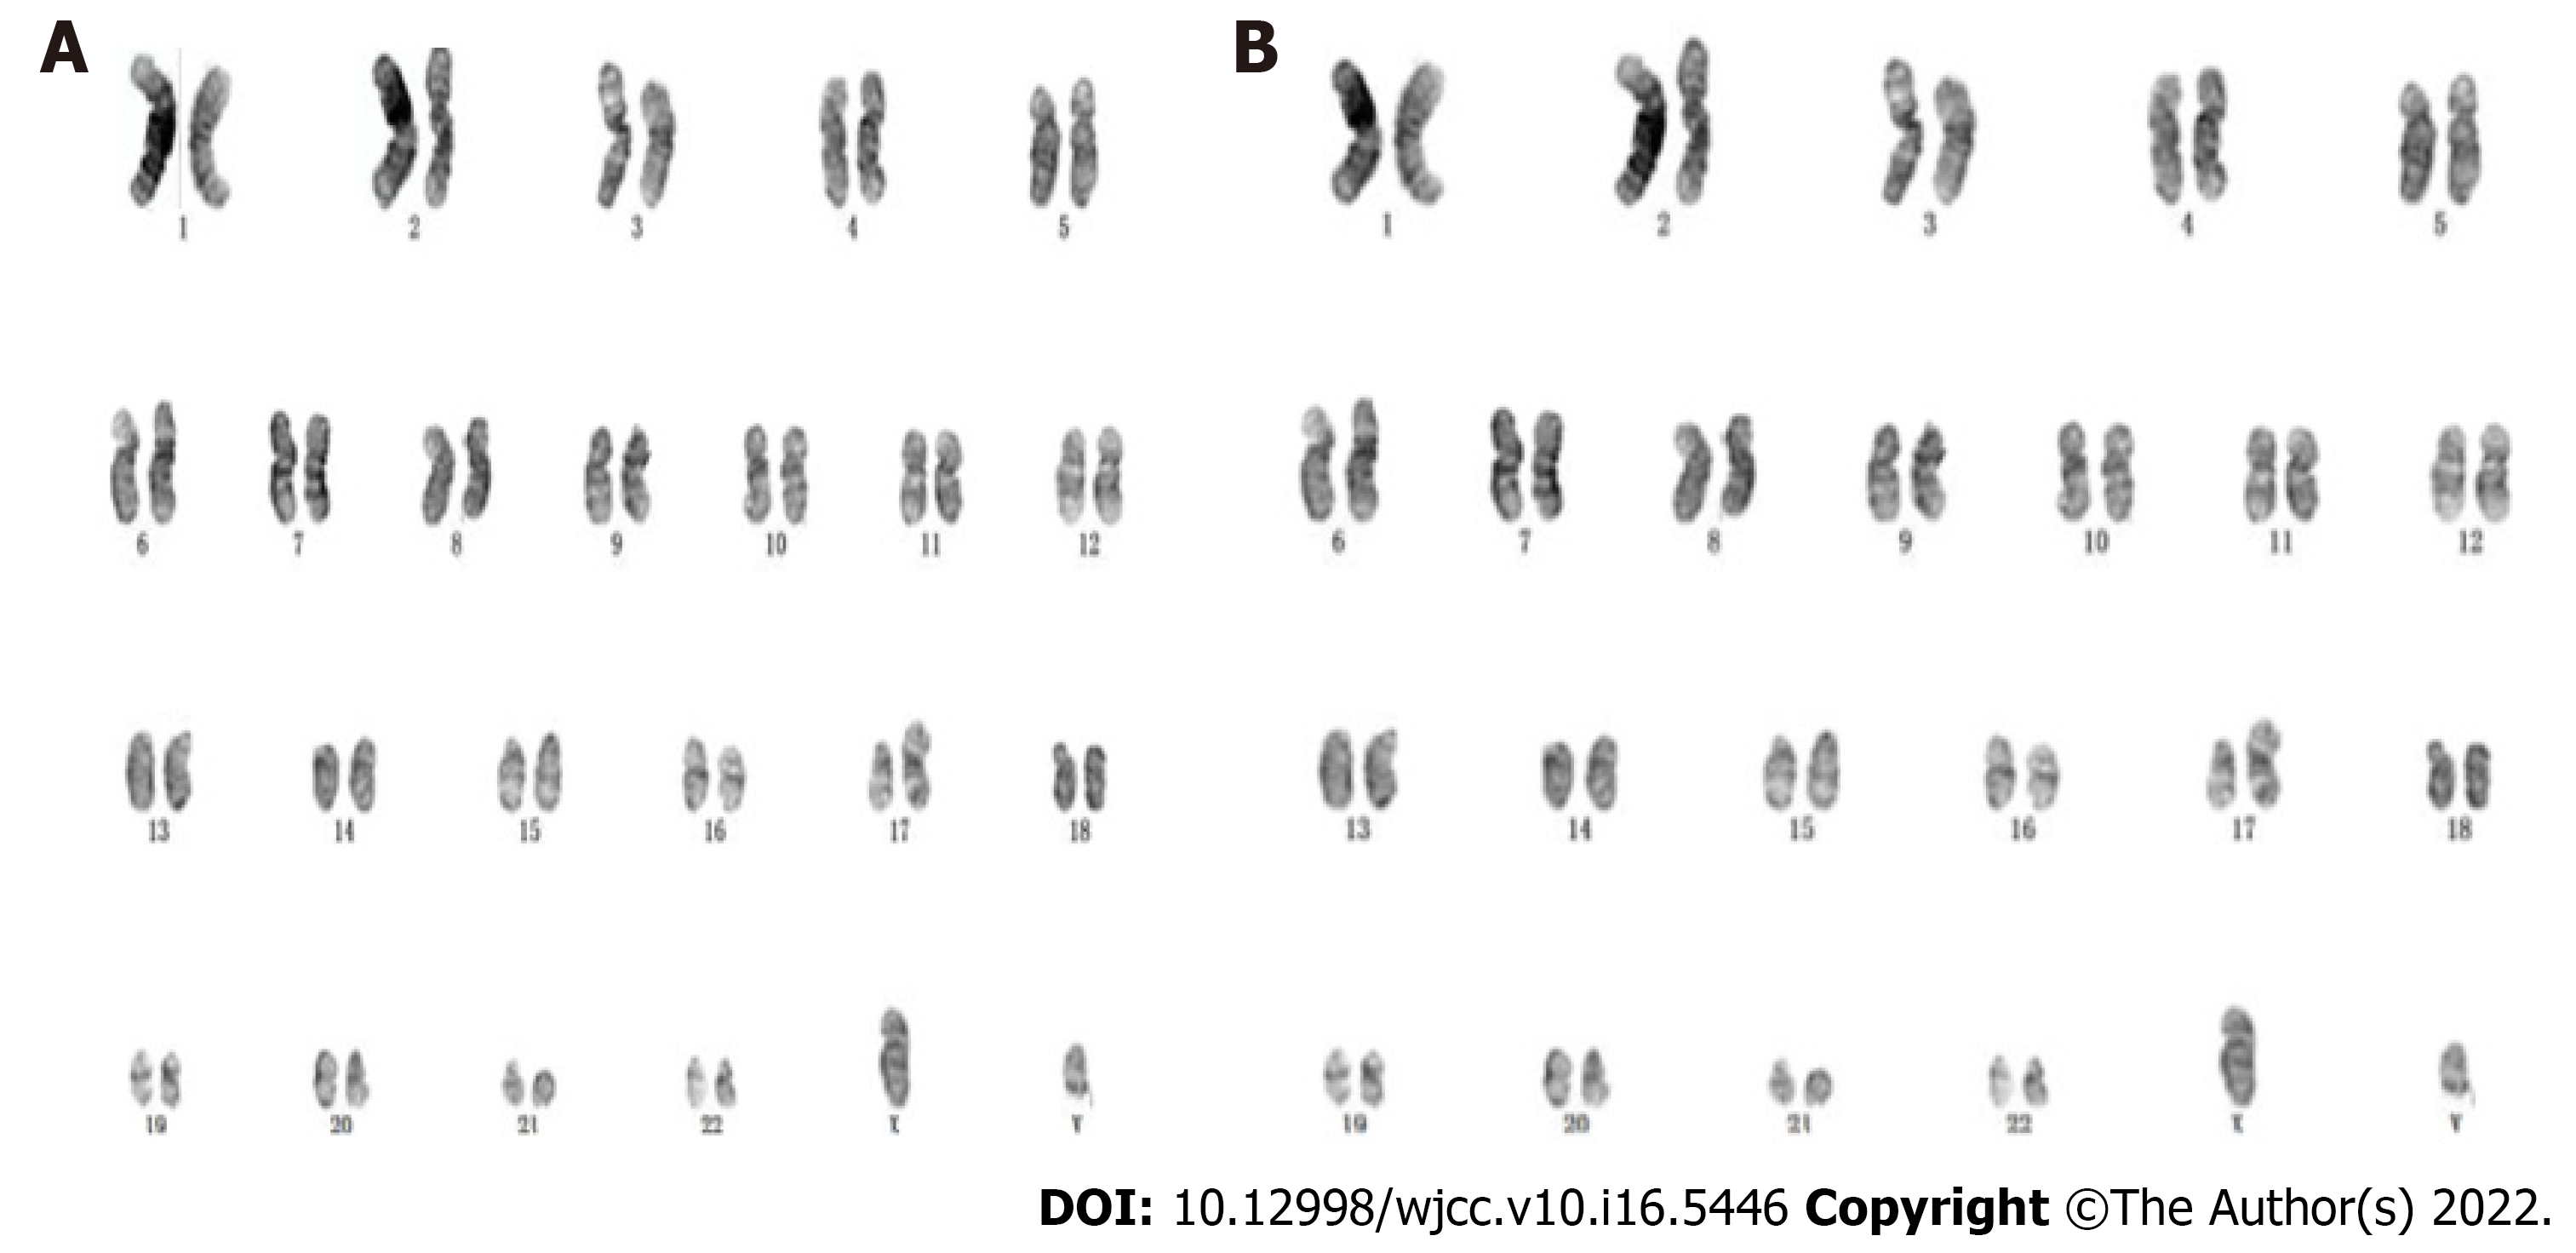 A B
1 2 3 4 5 1 2 3 4 5
6 7 8 9 10 11 12 6 7 8 9 10 11 12
13 14 15 16 17 18 13 14 15 16 17 18
19 20 21 22 X Y 19 20 21 22 X Y
DOI: 10.12998/wjcc.v10.i16.5446 Copyright ©The Author(s) 2022.